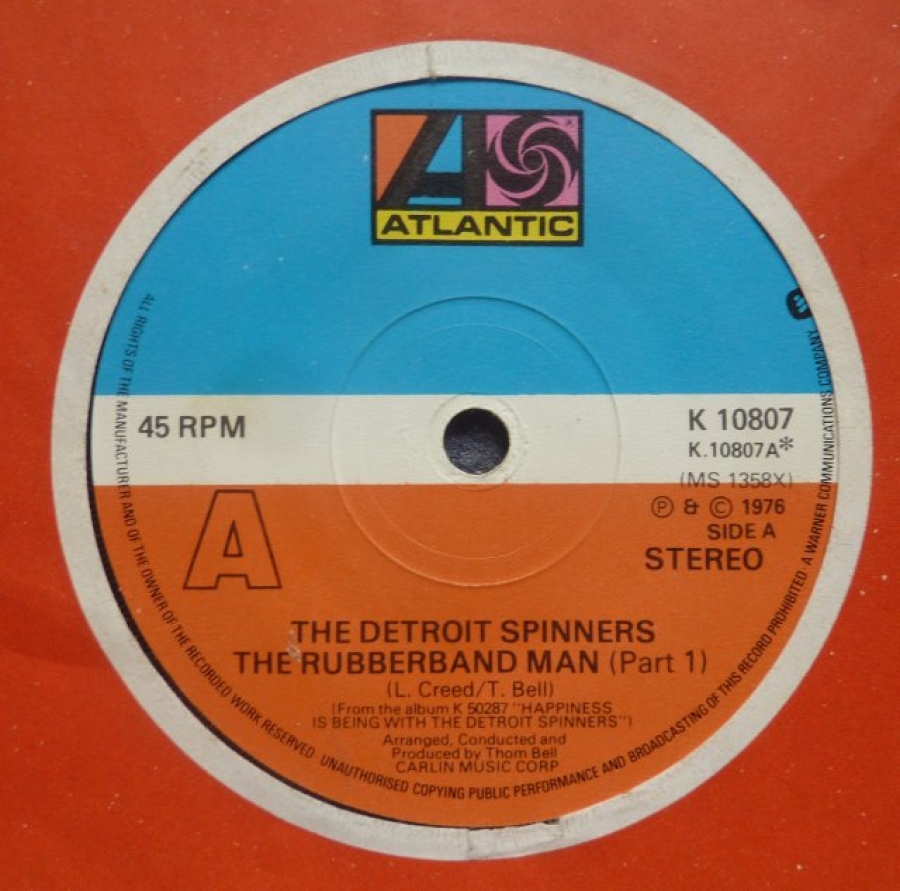 ATLANTIC
45 RPM
K 10807
K.10807A*
(MS 1358X)
Ⓟ & © 1976
SIDE A
STEREO
A
THE DETROIT SPINNERS
THE RUBBERBAND MAN (Part 1)
(L. Creed/T. Bell)
(From the album K 50287 "HAPPINESS
IS BEING WITH THE DETROIT SPINNERS")
Arranged, Conducted and
Produced by Thom Bell
CARLIN MUSIC CORP
ALL RIGHTS OF THE MANUFACTURER AND OF THE OWNER OF THE RECORDED WORK RESERVED · UNAUTHORISED COPYING PUBLIC PERFORMANCE AND BROADCASTING OF THIS RECORD PROHIBITED · A WARNER COMMUNICATIONS COMPANY